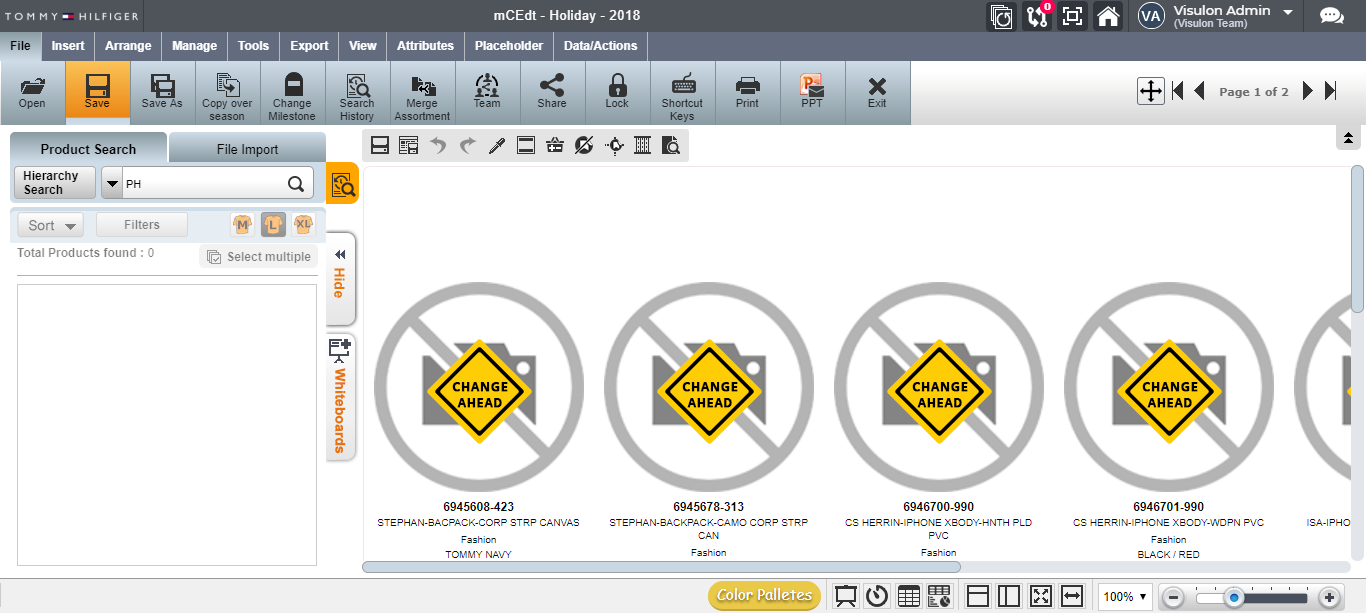 TOMMY HILFIGER
mCEdt - Holiday - 2018
0
VA
Visulon Admin
(Visulon Team)
File
Insert
Arrange
Manage
Tools
Export
View
Attributes
Placeholder
Data/Actions
Open
Save
Save As
Copy over
season
Change
Milestone
Search
History
Merge
Assortment
Team
Share
Lock
Shortcut
Keys
Print
P
PPT
Exit
Page 1 of 2
Product Search
File Import
Hierarchy
Search
PH
Sort
Filters
M
L
XL
Total Products found : 0
Select multiple
Hide
Whiteboards
CHANGE
AHEAD
6945608-423
STEPHAN-BACPACK-CORP STRP CANVAS
Fashion
TOMMY NAVY
CHANGE
AHEAD
6945678-313
STEPHAN-BACKPACK-CAMO CORP STRP
CAN
Fashion
CHANGE
AHEAD
6946700-990
CS HERRIN-IPHONE XBODY-HNTH PLD
PVC
Fashion
CHANGE
AHEAD
6946701-990
CS HERRIN-IPHONE XBODY-WDPN PVC
Fashion
BLACK / RED
ISA-IPHO
Color Palletes
100%